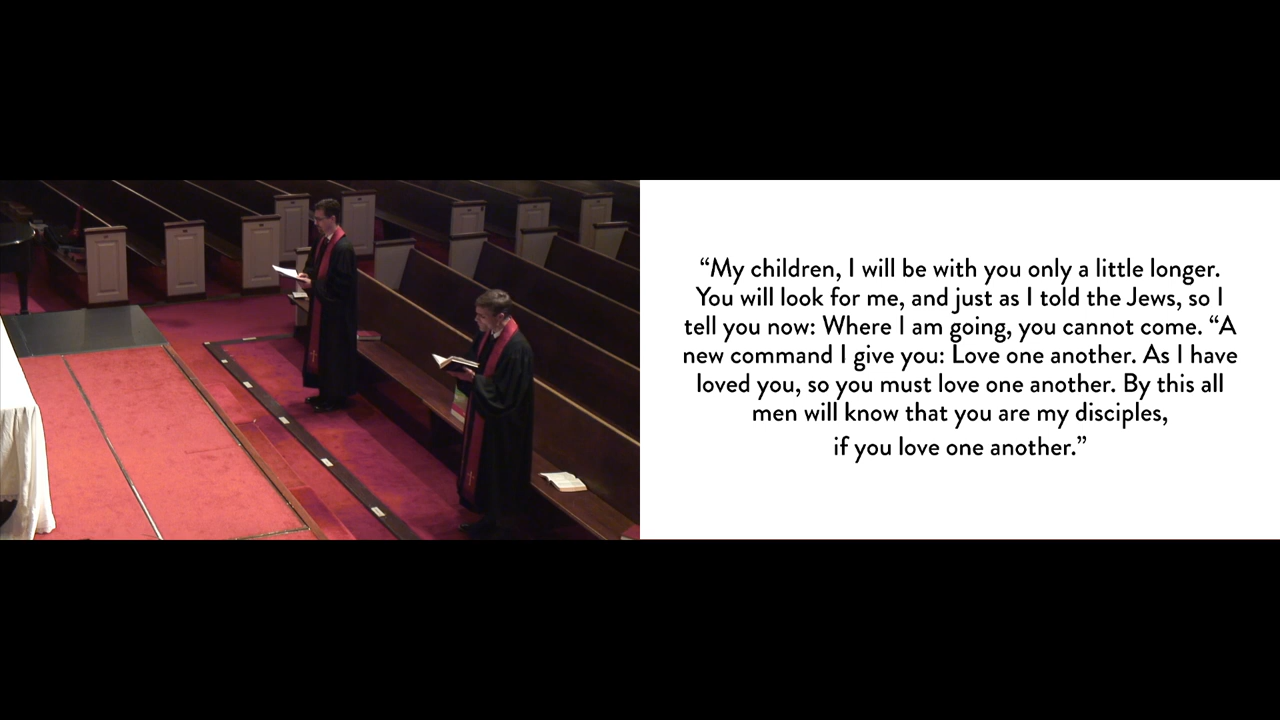 “My children, I will be with you only a little longer.
You will look for me, and just as I told the Jews, so I
tell you now: Where I am going, you cannot come. “A
new command I give you: Love one another. As I have
loved you, so you must love one another. By this all
men will know that you are my disciples,
if you love one another.”